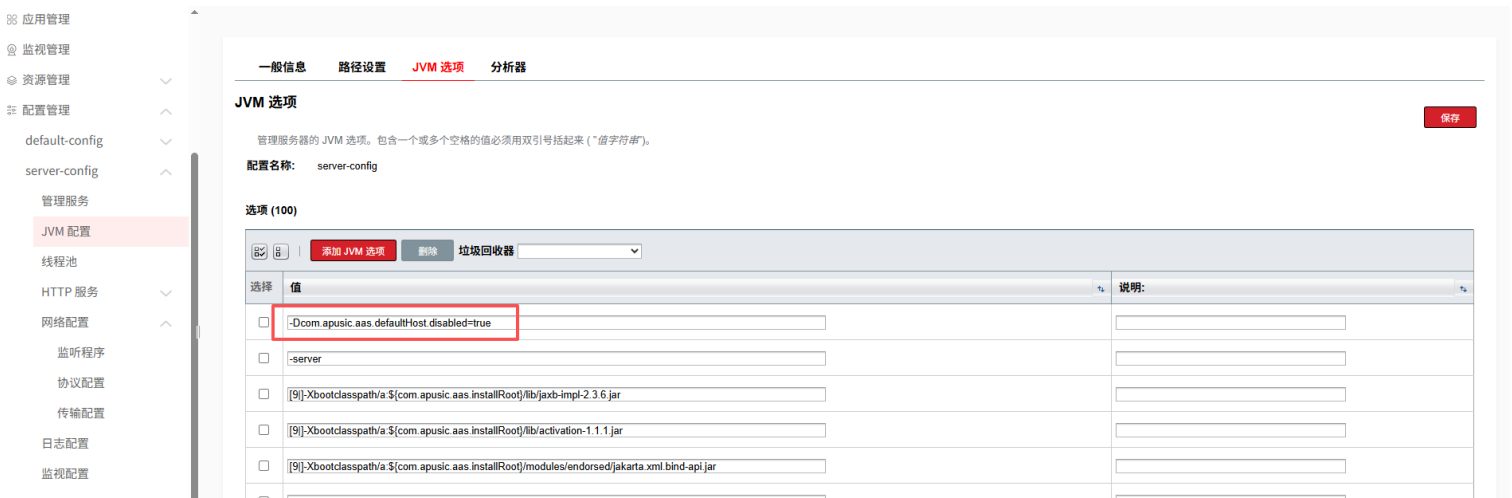 应用管理
监视管理
资源管理
配置管理
default-config
server-config
管理服务
JVM 配置
线程池
HTTP 服务
网络配置
监听程序
协议配置
传输配置
日志配置
监视配置
一般信息 路径设置 JVM 选项 分析器
JVM 选项
保存
管理服务器的 JVM 选项。包含一个或多个空格的值必须用双引号括起来 ( "值字符串")。
配置名称: server-config
选项 (100)
添加 JVM 选项 删除 垃圾回收器
选择 值 说明:
-Dcom.apusic.aas.defaultHost.disabled=true
-server
[9|]-Xbootclasspath/a:${com.apusic.aas.installRoot}/lib/jaxb-impl-2.3.6.jar
[9|]-Xbootclasspath/a:${com.apusic.aas.installRoot}/lib/activation-1.1.1.jar
[9|]-Xbootclasspath/a:${com.apusic.aas.installRoot}/modules/endorsed/jakarta.xml.bind-api.jar